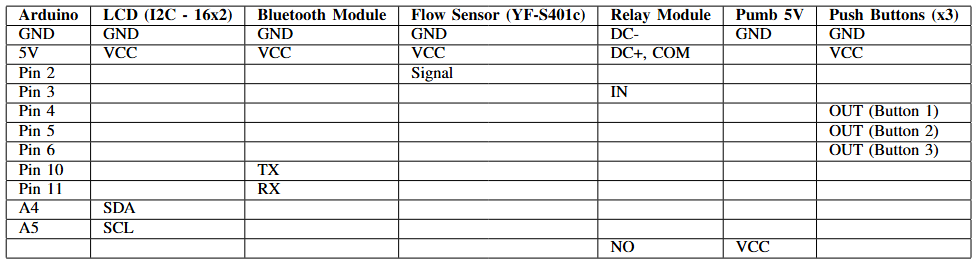 Arduino LCD (I2C - 16x2) Bluetooth Module Flow Sensor (YF-S401c) Relay Module Pumb 5V Push Buttons (x3)
GND GND GND GND DC- GND GND
5V VCC VCC VCC DC+, COM VCC
Pin 2 Signal
Pin 3 IN
Pin 4 OUT (Button 1)
Pin 5 OUT (Button 2)
Pin 6 OUT (Button 3)
Pin 10 TX
Pin 11 RX
A4 SDA
A5 SCL
NO VCC